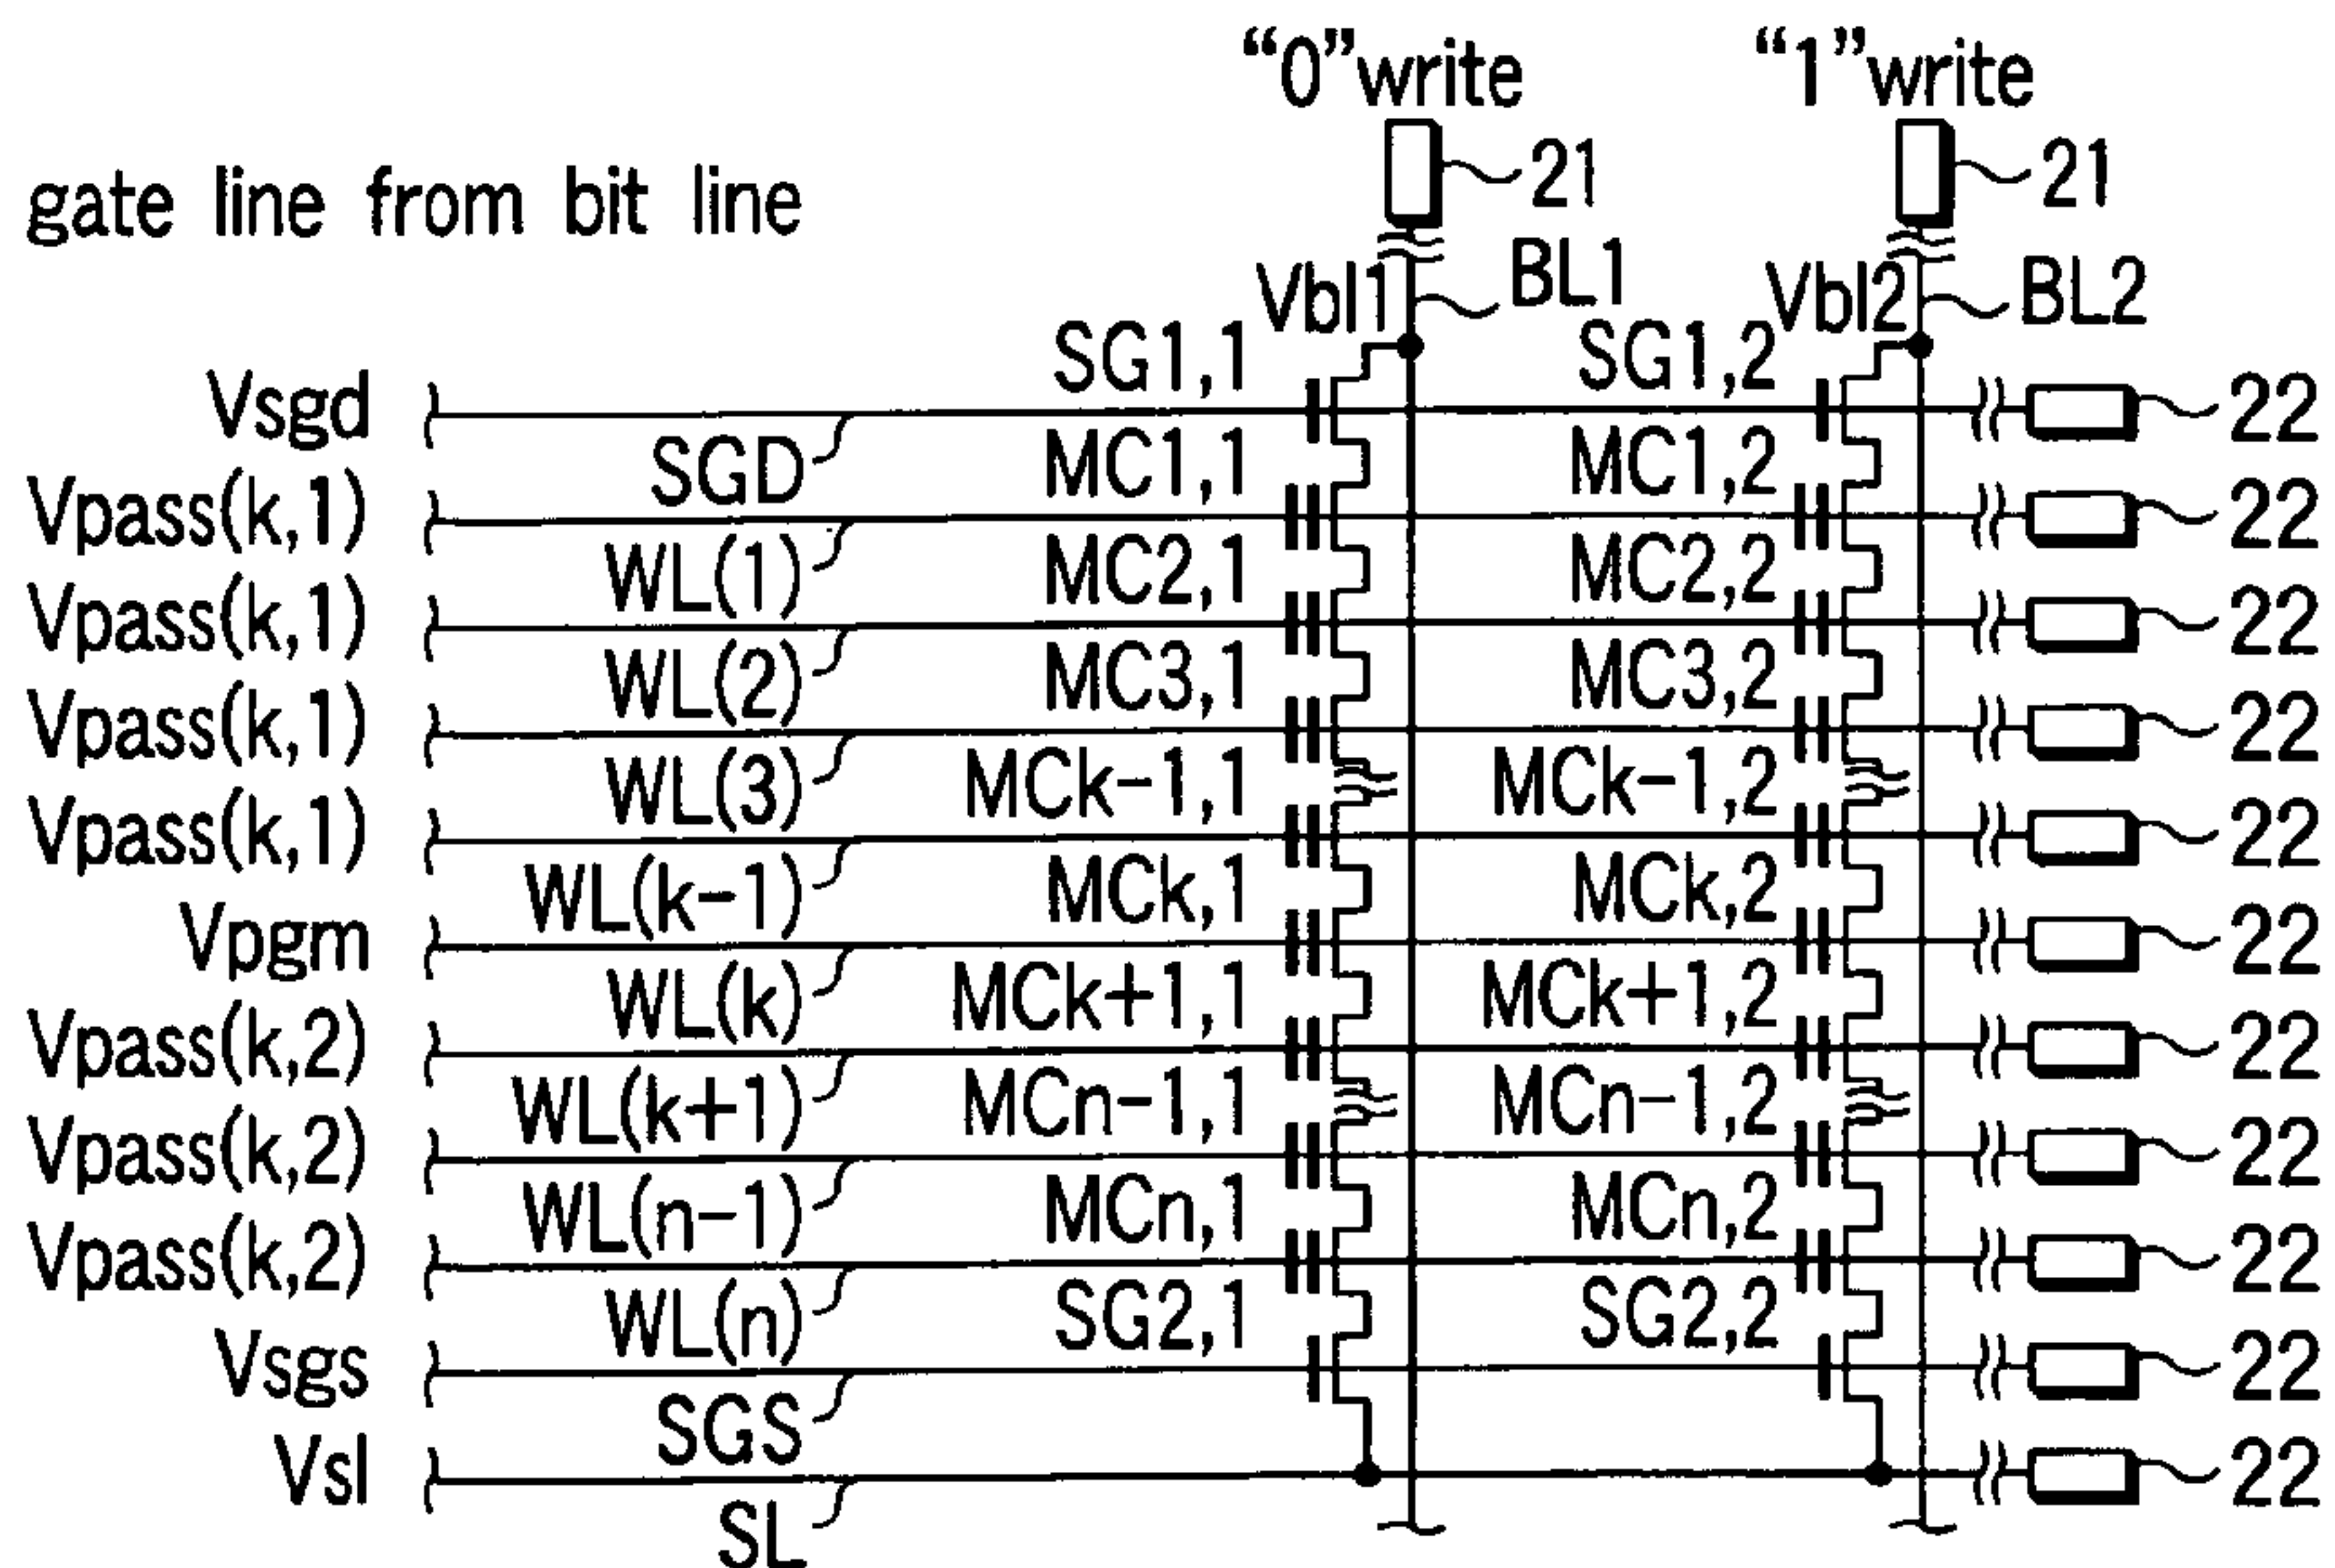 “0”write “1”write
21 21
gate line from bit line
BL1 BL2
Vbl1 Vbl2
SG1,1 SG1,2
Vsgd 22
SGD MC1,1 MC1,2
Vpass(k,1) 22
WL(1) MC2,1 MC2,2
Vpass(k,1) 22
WL(2) MC3,1 MC3,2
Vpass(k,1) 22
WL(3) MCk-1,1 MCk-1,2
Vpass(k,1) 22
WL(k-1) MCk,1 MCk,2
Vpgm 22
WL(k) MCk+1,1 MCk+1,2
Vpass(k,2) 22
WL(k+1) MCn-1,1 MCn-1,2
Vpass(k,2) 22
WL(n-1) MCn,1 MCn,2
Vpass(k,2) 22
WL(n) SG2,1 SG2,2
Vsgs 22
SGS
Vsl 22
SL